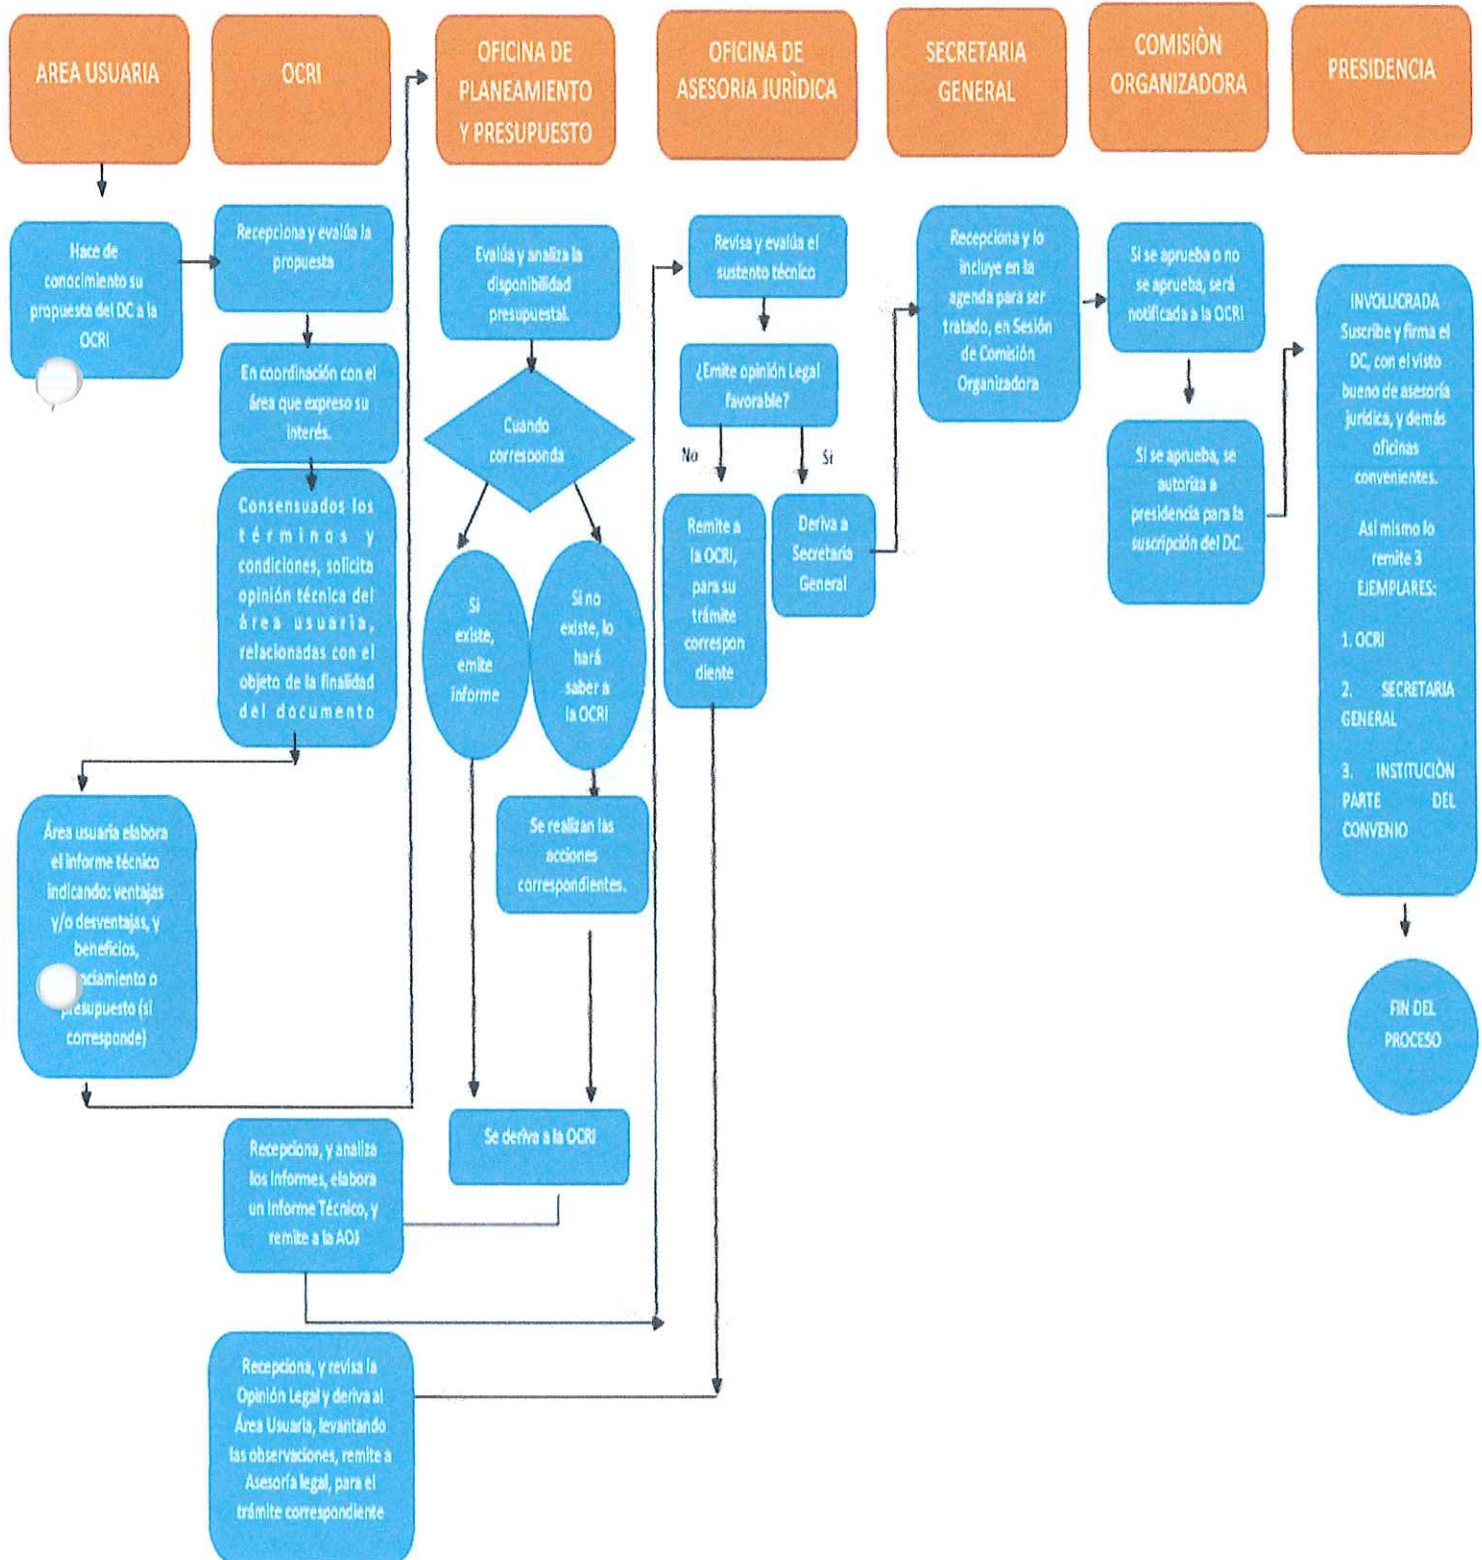 AREA USUARIA
OCRI
OFICINA DE
PLANEAMIENTO
Y PRESUPUESTO
OFICINA DE
ASESORIA JURÌDICA
SECRETARIA
GENERAL
COMISIÒN
ORGANIZADORA
PRESIDENCIA
Hace de
conocimiento su
propuesta del DC a la
OCRI
Recepciona y evalúa la
propuesta
En coordinación con el
área que expreso su
interés.
Consensuados los
términos y
condiciones, solicita
opinión técnica del
área usuaria,
relacionadas con el
objeto de la finalidad
del documento
Área usuaria elabora
el informe técnico
indicando: ventajas
y/o desventajas, y
beneficios,
nciamiento o
presupuesto (si
corresponde)
Evalúa y analiza la
disponibilidad
presupuestal.
Cuando
corresponda
Si
existe,
emite
informe
Si no
existe, lo
hará
saber a
la OCRI
Se realizan las
acciones
correspondientes.
Se deriva a la OCRI
Recepciona, y analiza
los Informes, elabora
un Informe Técnico, y
remite a la AOJ
Recepciona, y revisa la
Opinión Legal y deriva al
Área Usuaria, levantando
las observaciones, remite a
Asesoría legal, para el
trámite correspondiente
Revisa y evalúa el
sustento técnico
¿Emite opinión Legal
favorable?
No
Si
Remite a
la OCRI,
para su
trámite
correspon
diente
Deriva a
Secretaría
General
Recepciona y lo
incluye en la
agenda para ser
tratado, en Sesión
de Comisión
Organizadora
Si se aprueba o no
se aprueba, será
notificada a la OCRI
Si se aprueba, se
autoriza a
presidencia para la
suscripción del DC.
INVOLUCRADA
Suscribe y firma el
DC, con el visto
bueno de asesoría
jurídica, y demás
oficinas
convenientes.
Asi mismo lo
remite 3
EJEMPLARES:
1. OCRI
2. SECRETARIA
GENERAL
3. INSTITUCIÒN
PARTE DEL
CONVENIO
FIN DEL
PROCESO